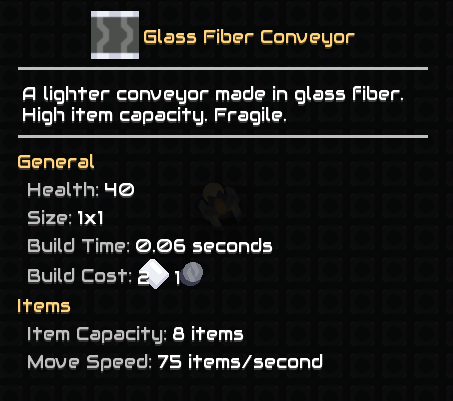 Glass Fiber Conveyor
A lighter conveyor made in glass fiber.
High item capacity. Fragile.
General
Health: 40
Size: 1x1
Build Time: 0.06 seconds
Build Cost: 2 1
Items
Item Capacity: 8 items
Move Speed: 75 items/second